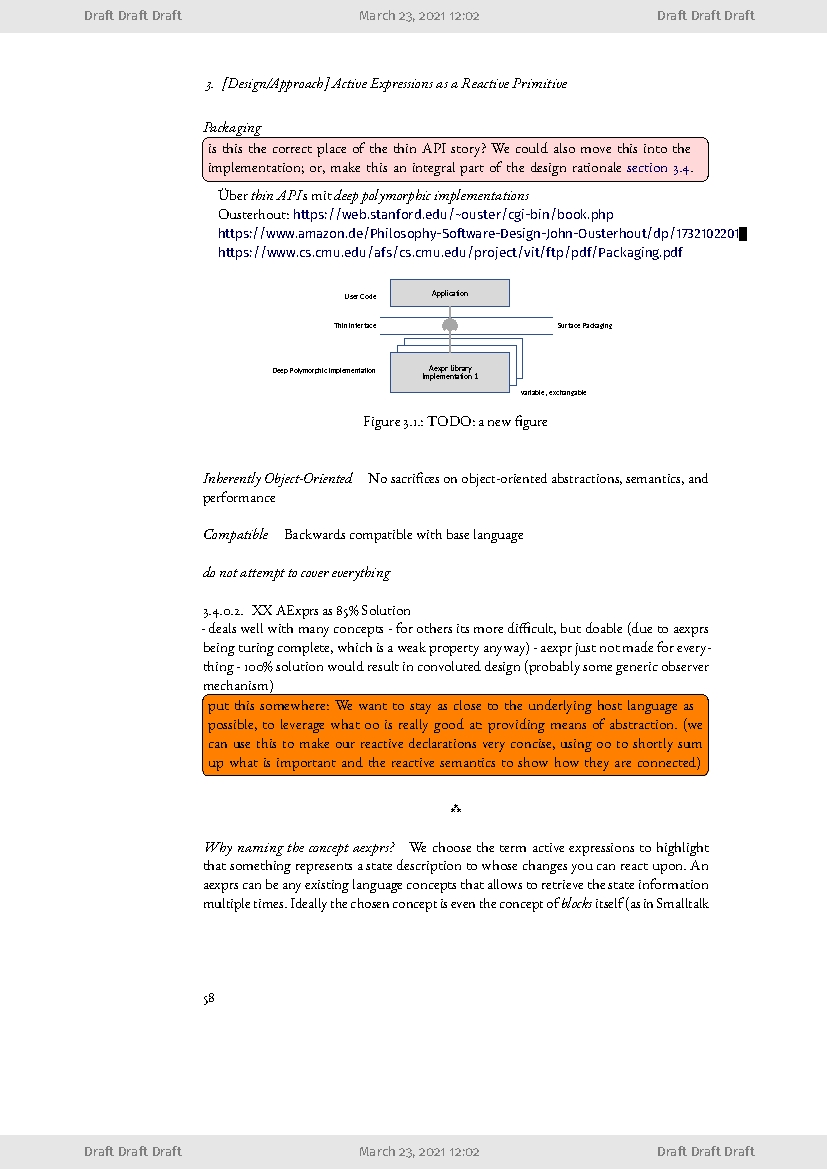 Draft Draft Draft March 23, 2021 12:02 Draft Draft Draft
3. [Design/Approach] Active Expressions as a Reactive Primitive
Packaging
is this the correct place of the thin API story? We could also move this into the
implementation; or, make this an integral part of the design rationale section 3.4.
Über thin APIs mit deep polymorphic implementations
Ousterhout: https://web.stanford.edu/~ouster/cgi-bin/book.php
https://www.amazon.de/Philosophy-Software-Design-John-Ousterhout/dp/1732102201
https://www.cs.cmu.edu/afs/cs.cmu.edu/project/vit/ftp/pdf/Packaging.pdf
User Code Application
Thin Interface Surface Packaging
Deep Polymorphic Implementation Aexpr Library
Implementation 1
variable, exchangable
Figure 3.1.: TODO: a new figure
Inherently Object-Oriented No sacrifices on object-oriented abstractions, semantics, and
performance
Compatible Backwards compatible with base language
do not attempt to cover everything
3.4.0.2. XX AExprs as 85% Solution
- deals well with many concepts - for others its more difficult, but doable (due to aexprs
being turing complete, which is a weak property anyway) - aexpr just not made for every-
thing - 100% solution would result in convoluted design (probably some generic observer
mechanism)
put this somewhere: We want to stay as close to the underlying host language as
possible, to leverage what oo is really good at: providing means of abstraction. (we
can use this to make our reactive declarations very concise, using oo to shortly sum
up what is important and the reactive semantics to show how they are connected)
⁂
Why naming the concept aexprs? We choose the term active expressions to highlight
that something represents a state description to whose changes you can react upon. An
aexprs can be any existing language concepts that allows to retrieve the state information
multiple times. Ideally the chosen concept is even the concept of blocks itself (as in Smalltalk
58
Draft Draft Draft March 23, 2021 12:02 Draft Draft Draft